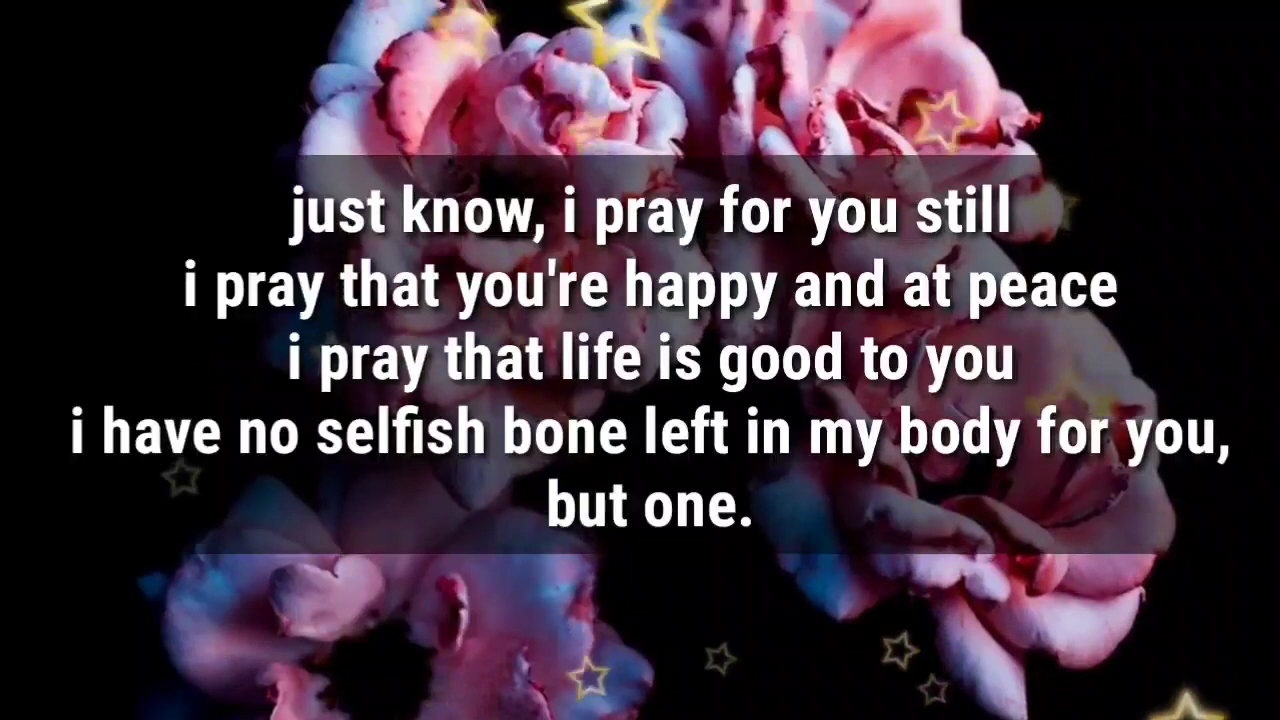 just know, i pray for you still
i pray that you're happy and at peace
i pray that life is good to you
i have no selfish bone left in my body for you,
but one.